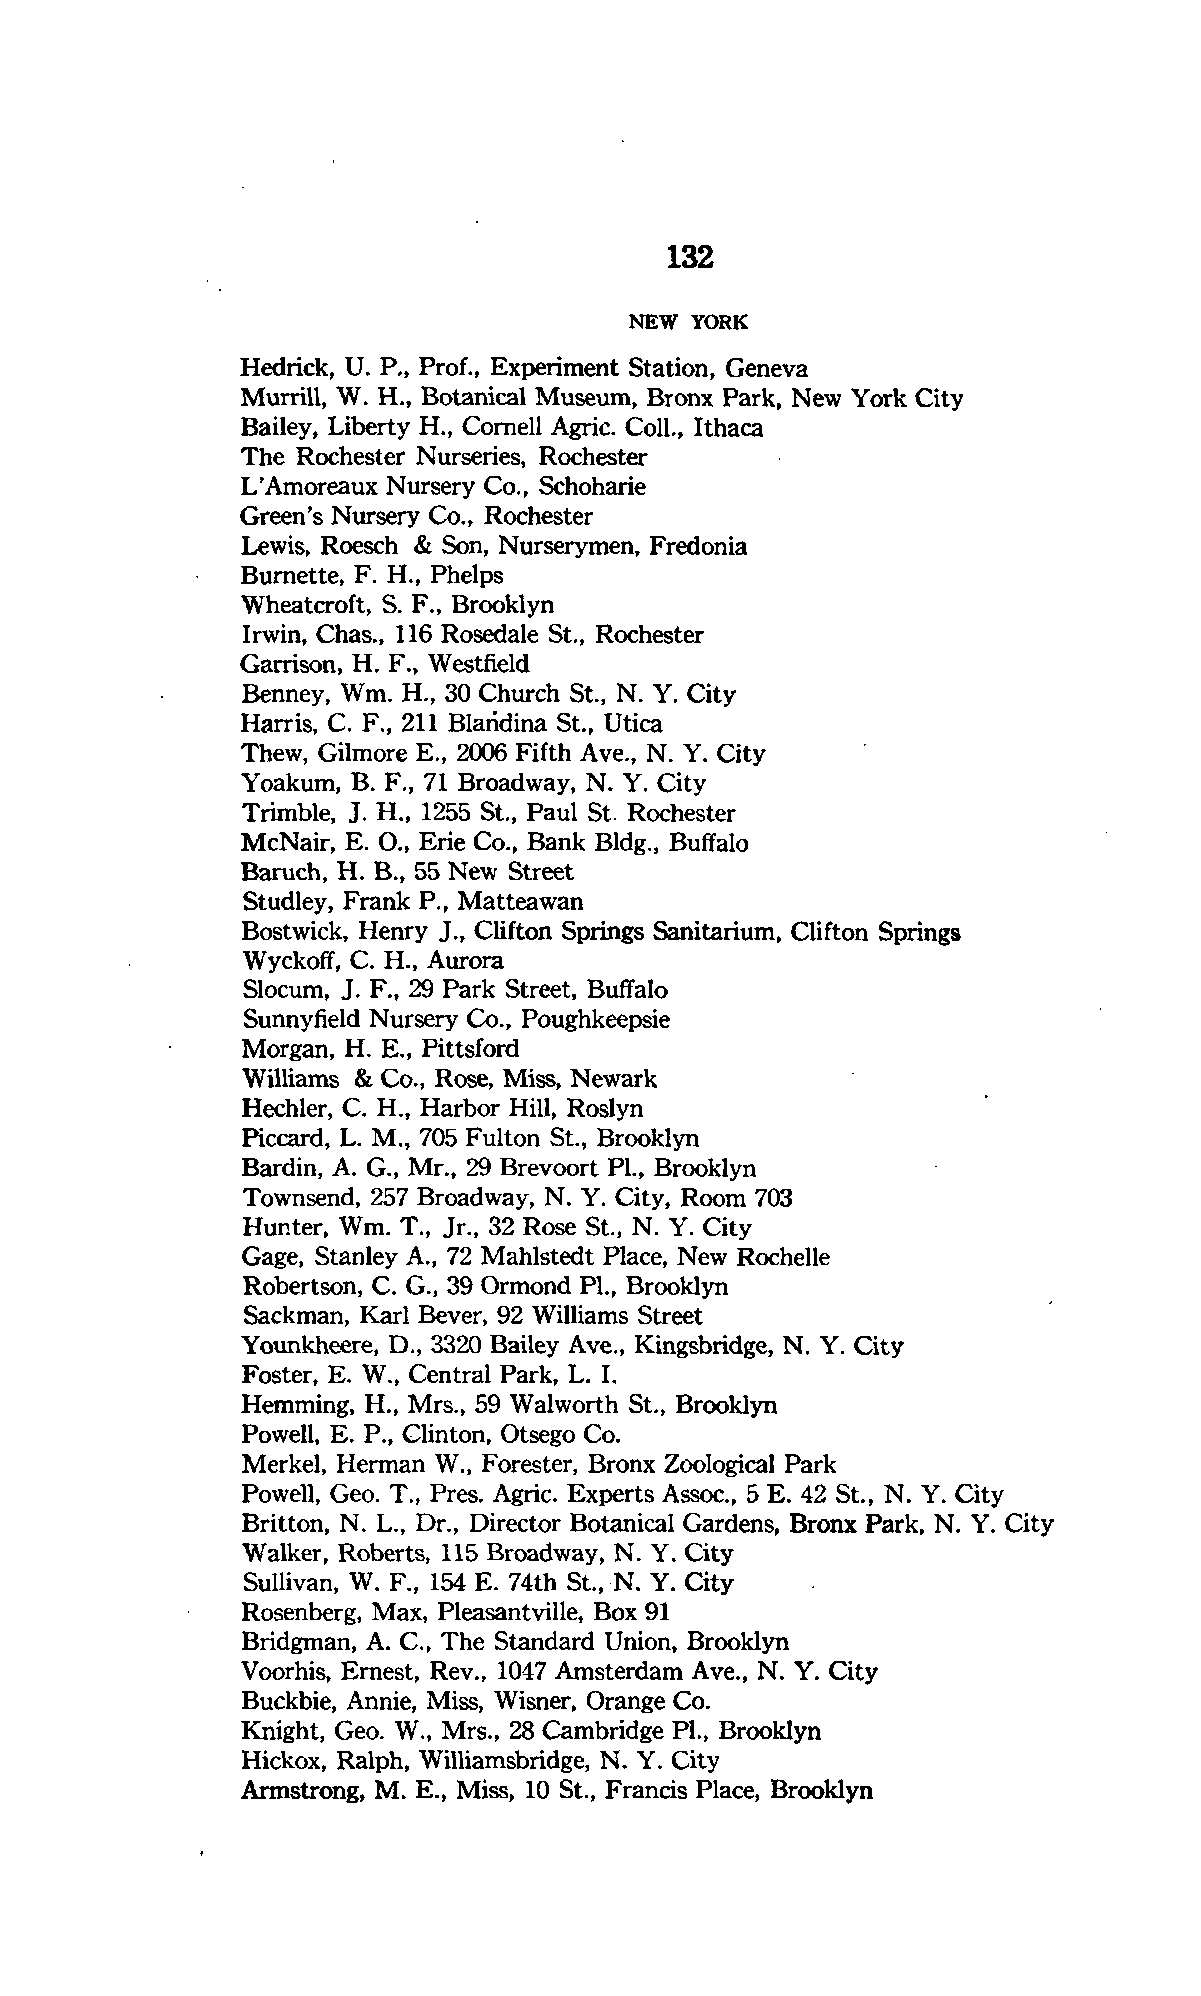 132
NEW YORK
Hedrick, U. P., Prof., Experiment Station, Geneva
Murrill, W. H., Botanical Museum, Bronx Park, New York City
Bailey, Liberty H., Cornell Agric. Coll., Ithaca
The Rochester Nurseries, Rochester
L'Amoreaux Nursery Co., Schoharie
Green's Nursery Co., Rochester
Lewis, Roesch & Son, Nurserymen, Fredonia
Burnette, F. H., Phelps
Wheatcroft, S. F., Brooklyn
Irwin, Chas., 116 Rosedale St., Rochester
Garrison, H. F., Westfield
Benney, Wm. H., 30 Church St., N. Y. City
Harris, C. F., 211 Blandina St., Utica
Thew, Gilmore E., 2006 Fifth Ave., N. Y. City
Yoakum, B. F., 71 Broadway, N. Y. City
Trimble, J. H., 1255 St., Paul St. Rochester
McNair, E. O., Erie Co., Bank Bldg., Buffalo
Baruch, H. B., 55 New Street
Studley, Frank P., Matteawan
Bostwick, Henry J., Clifton Springs Sanitarium, Clifton Springs
Wyckoff, C. H., Aurora
Slocum, J. F., 29 Park Street, Buffalo
Sunnyfield Nursery Co., Poughkeepsie
Morgan, H. E., Pittsford
Williams & Co., Rose, Miss, Newark
Hechler, C. H., Harbor Hill, Roslyn
Piccard, L. M., 705 Fulton St., Brooklyn
Bardin, A. G., Mr., 29 Brevoort Pl., Brooklyn
Townsend, 257 Broadway, N. Y. City, Room 703
Hunter, Wm. T., Jr., 32 Rose St., N. Y. City
Gage, Stanley A., 72 Mahlstedt Place, New Rochelle
Robertson, C. G., 39 Ormond Pl., Brooklyn
Sackman, Karl Bever, 92 Williams Street
Younkheere, D., 3320 Bailey Ave., Kingsbridge, N. Y. City
Foster, E. W., Central Park, L. I.
Hemming, H., Mrs., 59 Walworth St., Brooklyn
Powell, E. P., Clinton, Otsego Co.
Merkel, Herman W., Forester, Bronx Zoological Park
Powell, Geo. T., Pres. Agric. Experts Assoc., 5 E. 42 St., N. Y. City
Britton, N. L., Dr., Director Botanical Gardens, Bronx Park, N. Y. City
Walker, Roberts, 115 Broadway, N. Y. City
Sullivan, W. F., 154 E. 74th St., N. Y. City
Rosenberg, Max, Pleasantville, Box 91
Bridgman, A. C., The Standard Union, Brooklyn
Voorhis, Ernest, Rev., 1047 Amsterdam Ave., N. Y. City
Buckbie, Annie, Miss, Wisner, Orange Co.
Knight, Geo. W., Mrs., 28 Cambridge Pl., Brooklyn
Hickox, Ralph, Williamsbridge, N. Y. City
Armstrong, M. E., Miss, 10 St., Francis Place, Brooklyn